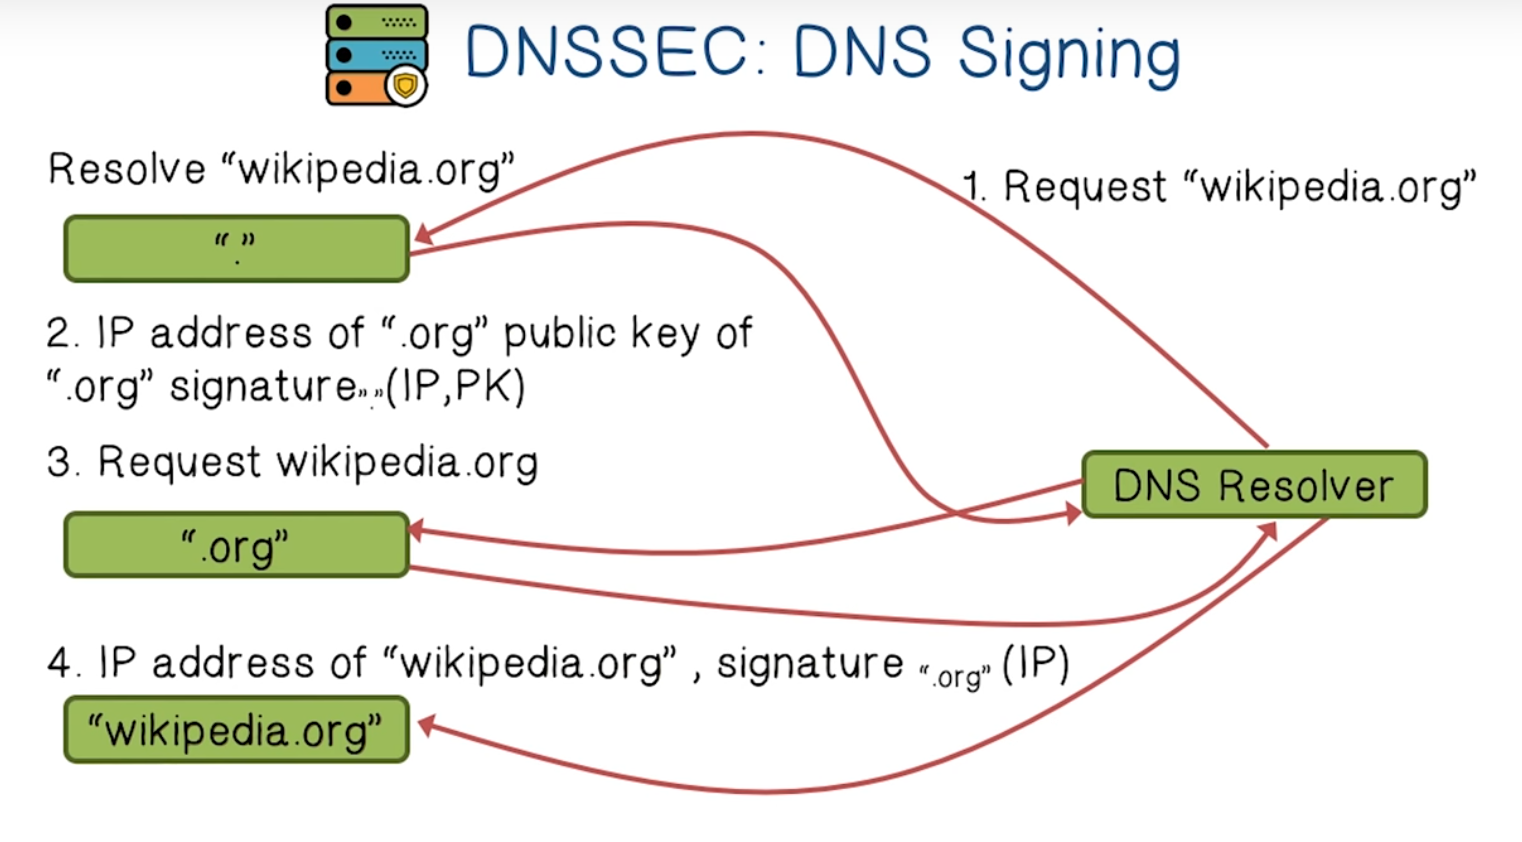 DNSSEC: DNS Signing
Resolve “wikipedia.org”
1. Request “wikipedia.org”
“.”
2. IP address of “.org” public key of
“.org” signature”.”(IP,PK)
3. Request wikipedia.org
DNS Resolver
“.org”
4. IP address of “wikipedia.org” , signature “.org” (IP)
“wikipedia.org”